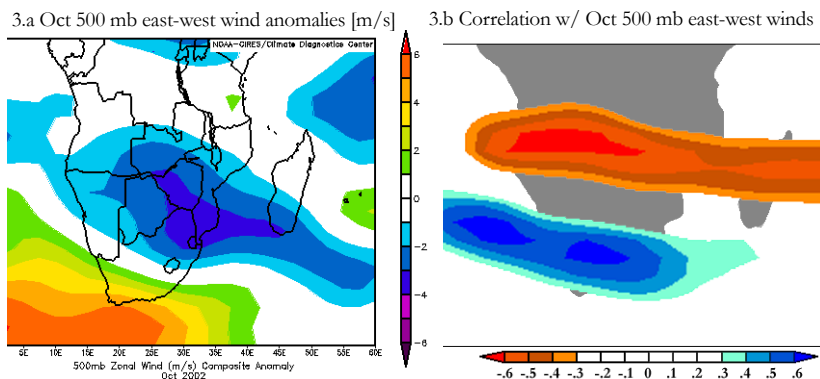 3.a Oct 500 mb east-west wind anomalies [m/s]
3.b Correlation w/ Oct 500 mb east-west winds
NOAA-CIRES/Climate Diagnostics Center
6
4
2
0
-2
-4
-6
5E 10E 15E 20E 25E 30E 35E 40E 45E 50E 55E 60E
500mb Zonal Wind (m/s) Composite Anomaly
Oct 2002
-.6 -.5 -.4 -.3 -.2 .1 0 .1 .2 .3 .4 .5 .6